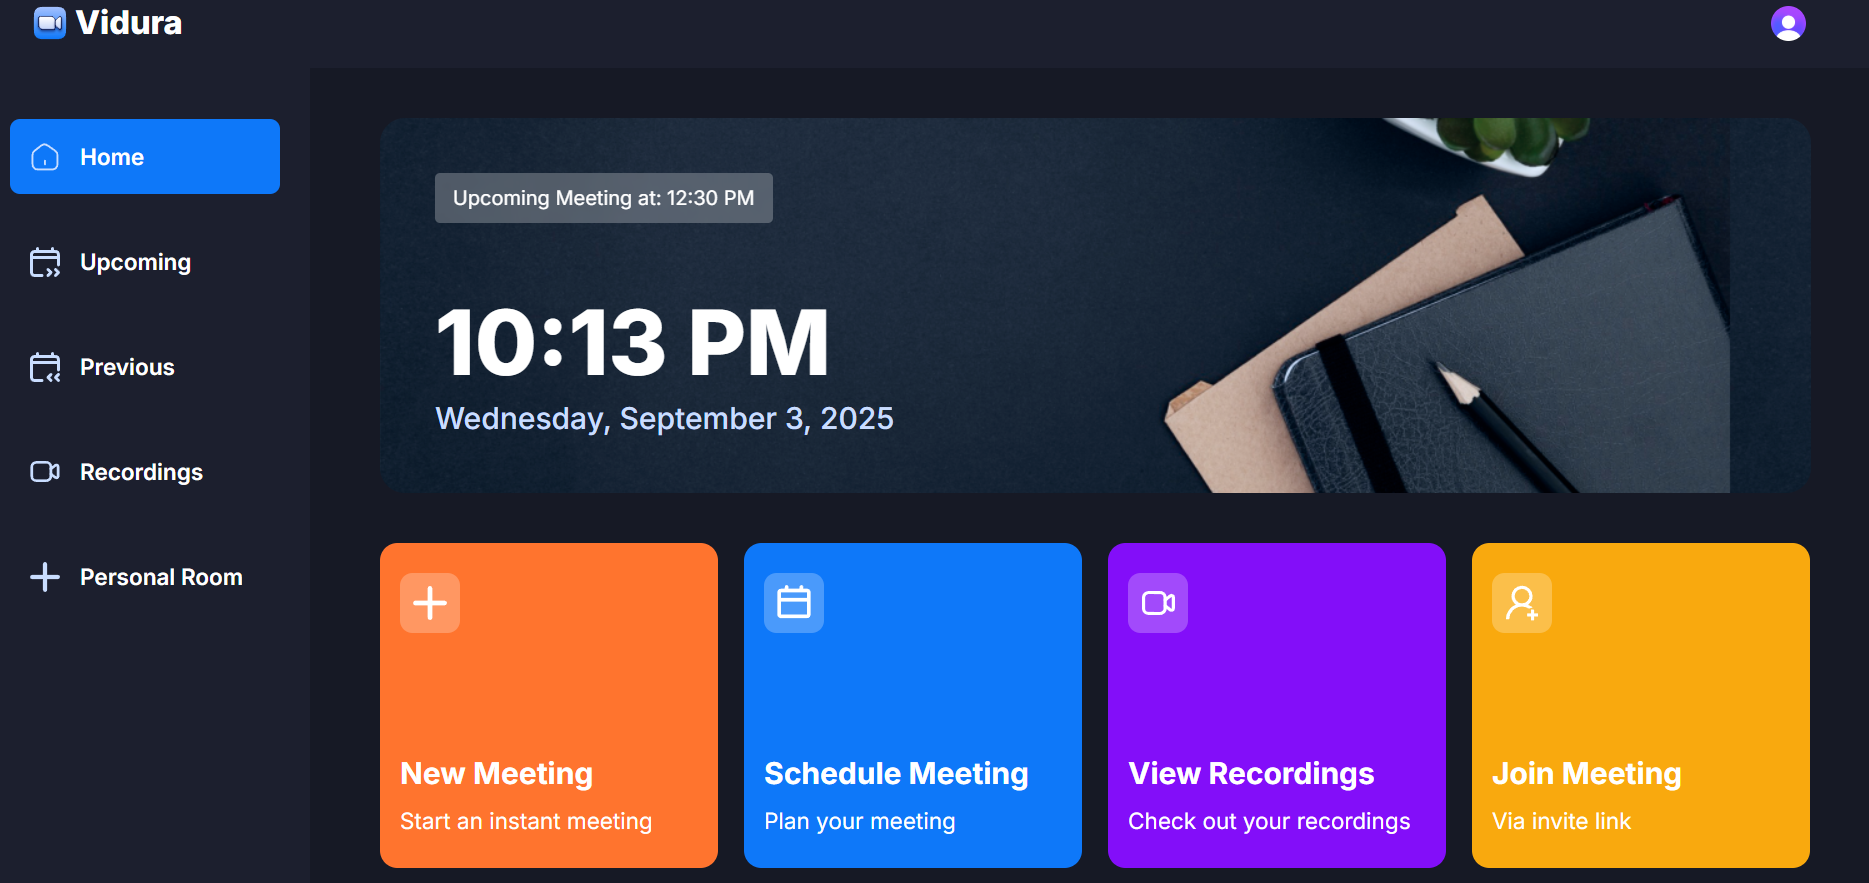 Vidura
Home
Upcoming
Previous
Recordings
Personal Room
Upcoming Meeting at: 12:30 PM
10:13 PM
Wednesday, September 3, 2025
New Meeting
Start an instant meeting
Schedule Meeting
Plan your meeting
View Recordings
Check out your recordings
Join Meeting
Via invite link